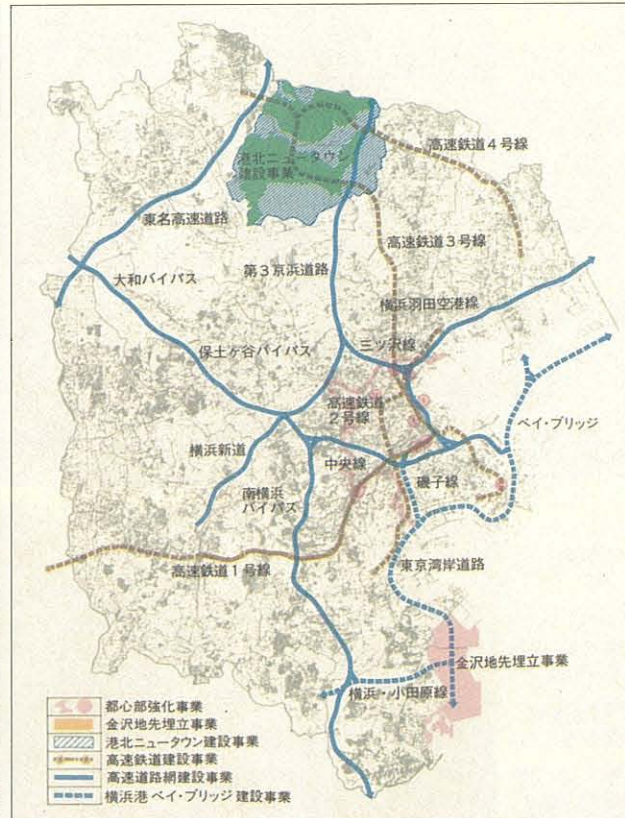 高速鉄道4号線
港北ニュータウン
建設事業
東名高速道路
高速鉄道3号線
第3京浜道路
大和バイパス
横浜羽田空港線
三ツ沢線
保土ヶ谷バイパス
高速鉄道
2号線
ベイ・ブリッジ
横浜新道
中央線
磯子線
南横浜
バイパス
東京湾岸道路
高速鉄道1号線
金沢地先埋立事業
横浜・小田原線
都心部強化事業
金沢地先埋立事業
港北ニュータウン建設事業
高速鉄道建設事業
高速道路網建設事業
横浜港ベイ・ブリッジ建設事業